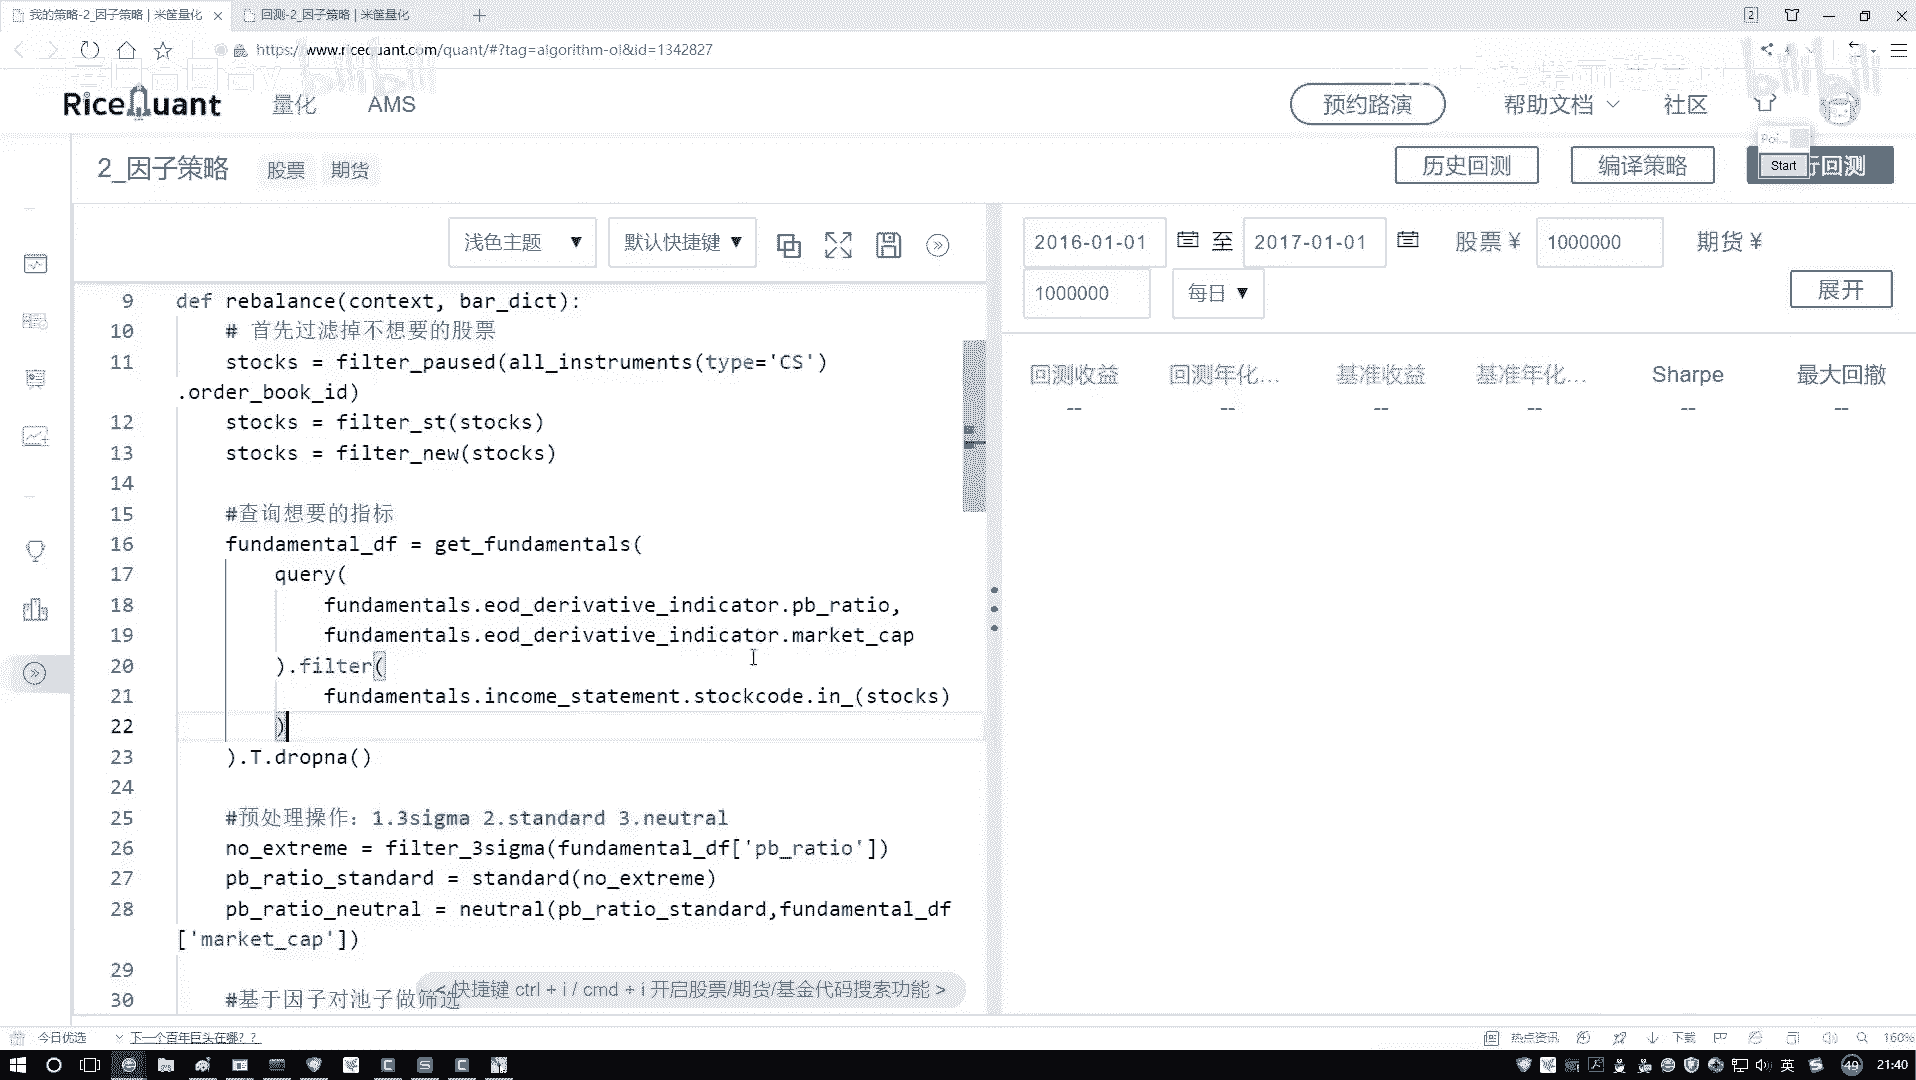 我的策略-2_因子策略 | 米筐量化
回测-2_因子策略 | 米筐量化
2
https://www.ricequant.com/quant/#?tag=algorithm-ol&id=1342827
bilibili
bilibili
RiceQuant
量化
AMS
预约路演
帮助文档
社区
2_因子策略
股票
期货
历史回测
编译策略
Start
行回测
浅色主题 ▼
默认快捷键 ▼
2016-01-01
至
2017-01-01
股票 ¥
1000000
期货 ¥
1000000
每日 ▼
展开
回测收益
回测年化...
基准收益
基准年化...
Sharpe
最大回撤
--
--
--
--
--
--
9 def rebalance(context, bar_dict):
10 # 首先过滤掉不想要的股票
11 stocks = filter_paused(all_instruments(type='CS')
.order_book_id)
12 stocks = filter_st(stocks)
13 stocks = filter_new(stocks)
14
15 #查询想要的指标
16 fundamental_df = get_fundamentals(
17 query(
18 fundamentals.eod_derivative_indicator.pb_ratio,
19 fundamentals.eod_derivative_indicator.market_cap
20 ).filter(
21 fundamentals.income_statement.stockcode.in_(stocks)
22 )
23 ).T.dropna()
24
25 #预处理操作: 1.3sigma 2.standard 3.neutral
26 no_extreme = filter_3sigma(fundamental_df['pb_ratio'])
27 pb_ratio_standard = standard(no_extreme)
28 pb_ratio_neutral = neutral(pb_ratio_standard,fundamental_df
['market_cap'])
29
30 #基于因子对池子做筛选
< 快捷键 ctrl + i / cmd + i 开启股票/期货/基金代码搜索功能 >
今日优选
下一个百年巨头在哪？？
热点资讯
下载
160%
英
49
21:40